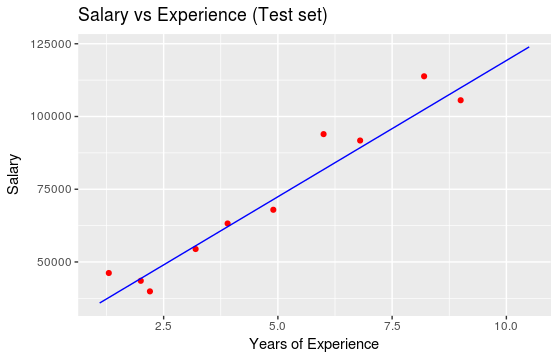 Salary vs Experience (Test set)
125000
100000
75000
50000
Salary
2.5 5.0 7.5 10.0
Years of Experience